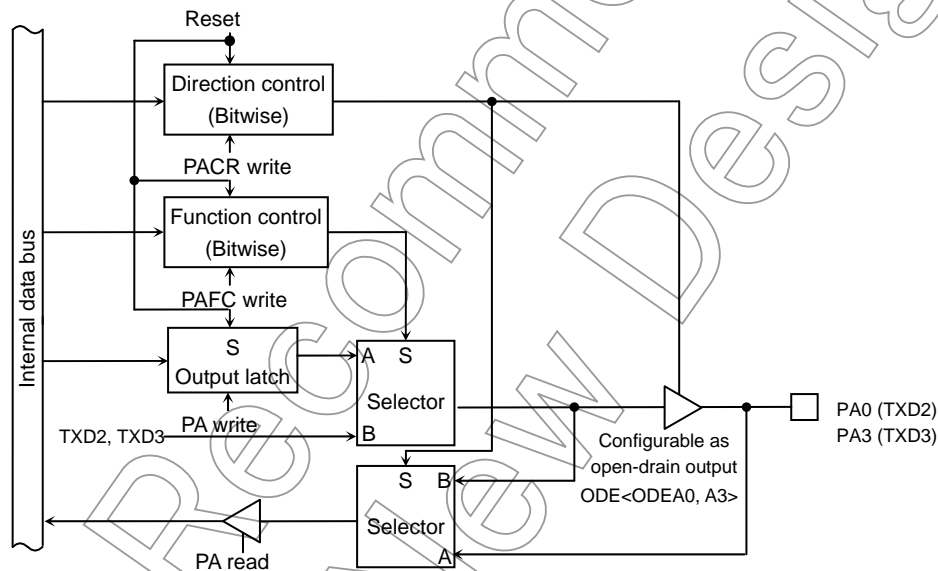 Reset
Direction control
(Bitwise)
PACR write
Function control
(Bitwise)
PAFC write
Internal data bus
S
Output latch
A S
Selector
B
PA write
TXD2, TXD3
Configurable as
open-drain output
ODE<ODEA0, A3>
PA0 (TXD2)
PA3 (TXD3)
S B
Selector
A
PA read